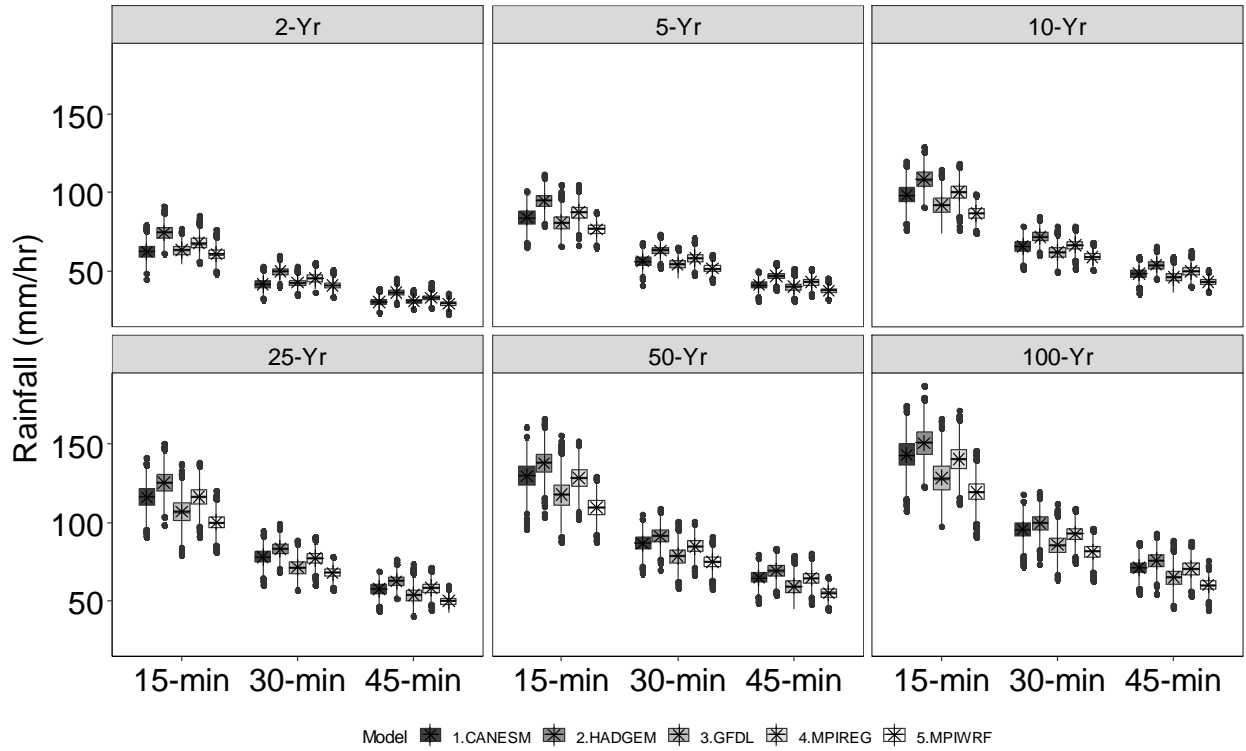 2-Yr 5-Yr 10-Yr
150
100
50
25-Yr 50-Yr 100-Yr
150
100
50
Rainfall (mm/hr)
15-min 30-min 45-min 15-min 30-min 45-min 15-min 30-min 45-min
Model 1.CANESM 2.HADGEM 3.GFDL 4.MPIREG 5.MPIWRF